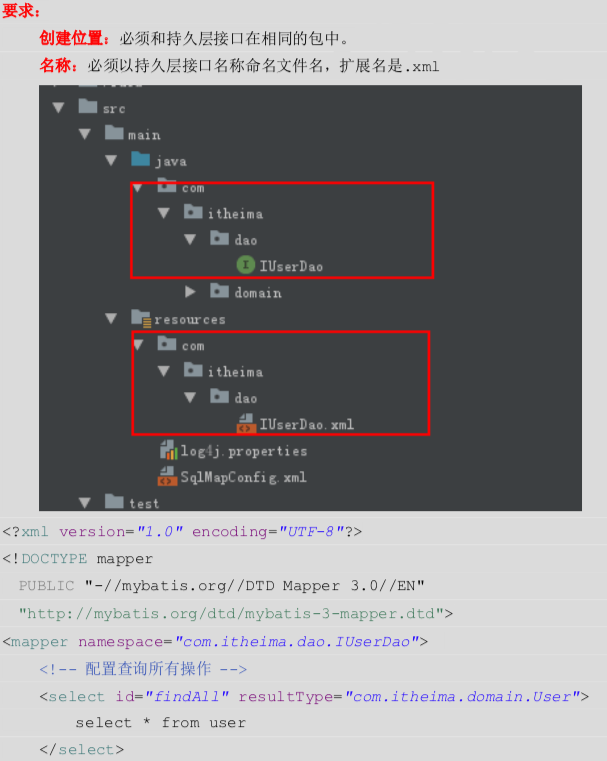 要求：
创建位置：必须和持久层接口在相同的包中。
名称：必须以持久层接口名称命名文件名，扩展名是.xml
src
main
java
com
itheima
dao
IUserDao
domain
resources
com
itheima
dao
IUserDao.xml
log4j.properties
SqlMapConfig.xml
test
<?xml version="1.0" encoding="UTF-8"?>
<!DOCTYPE mapper
PUBLIC "-//mybatis.org//DTD Mapper 3.0//EN"
"http://mybatis.org/dtd/mybatis-3-mapper.dtd">
<mapper namespace="com.itheima.dao.IUserDao">
<!-- 配置查询所有操作 -->
<select id="findAll" resultType="com.itheima.domain.User">
select * from user
</select>